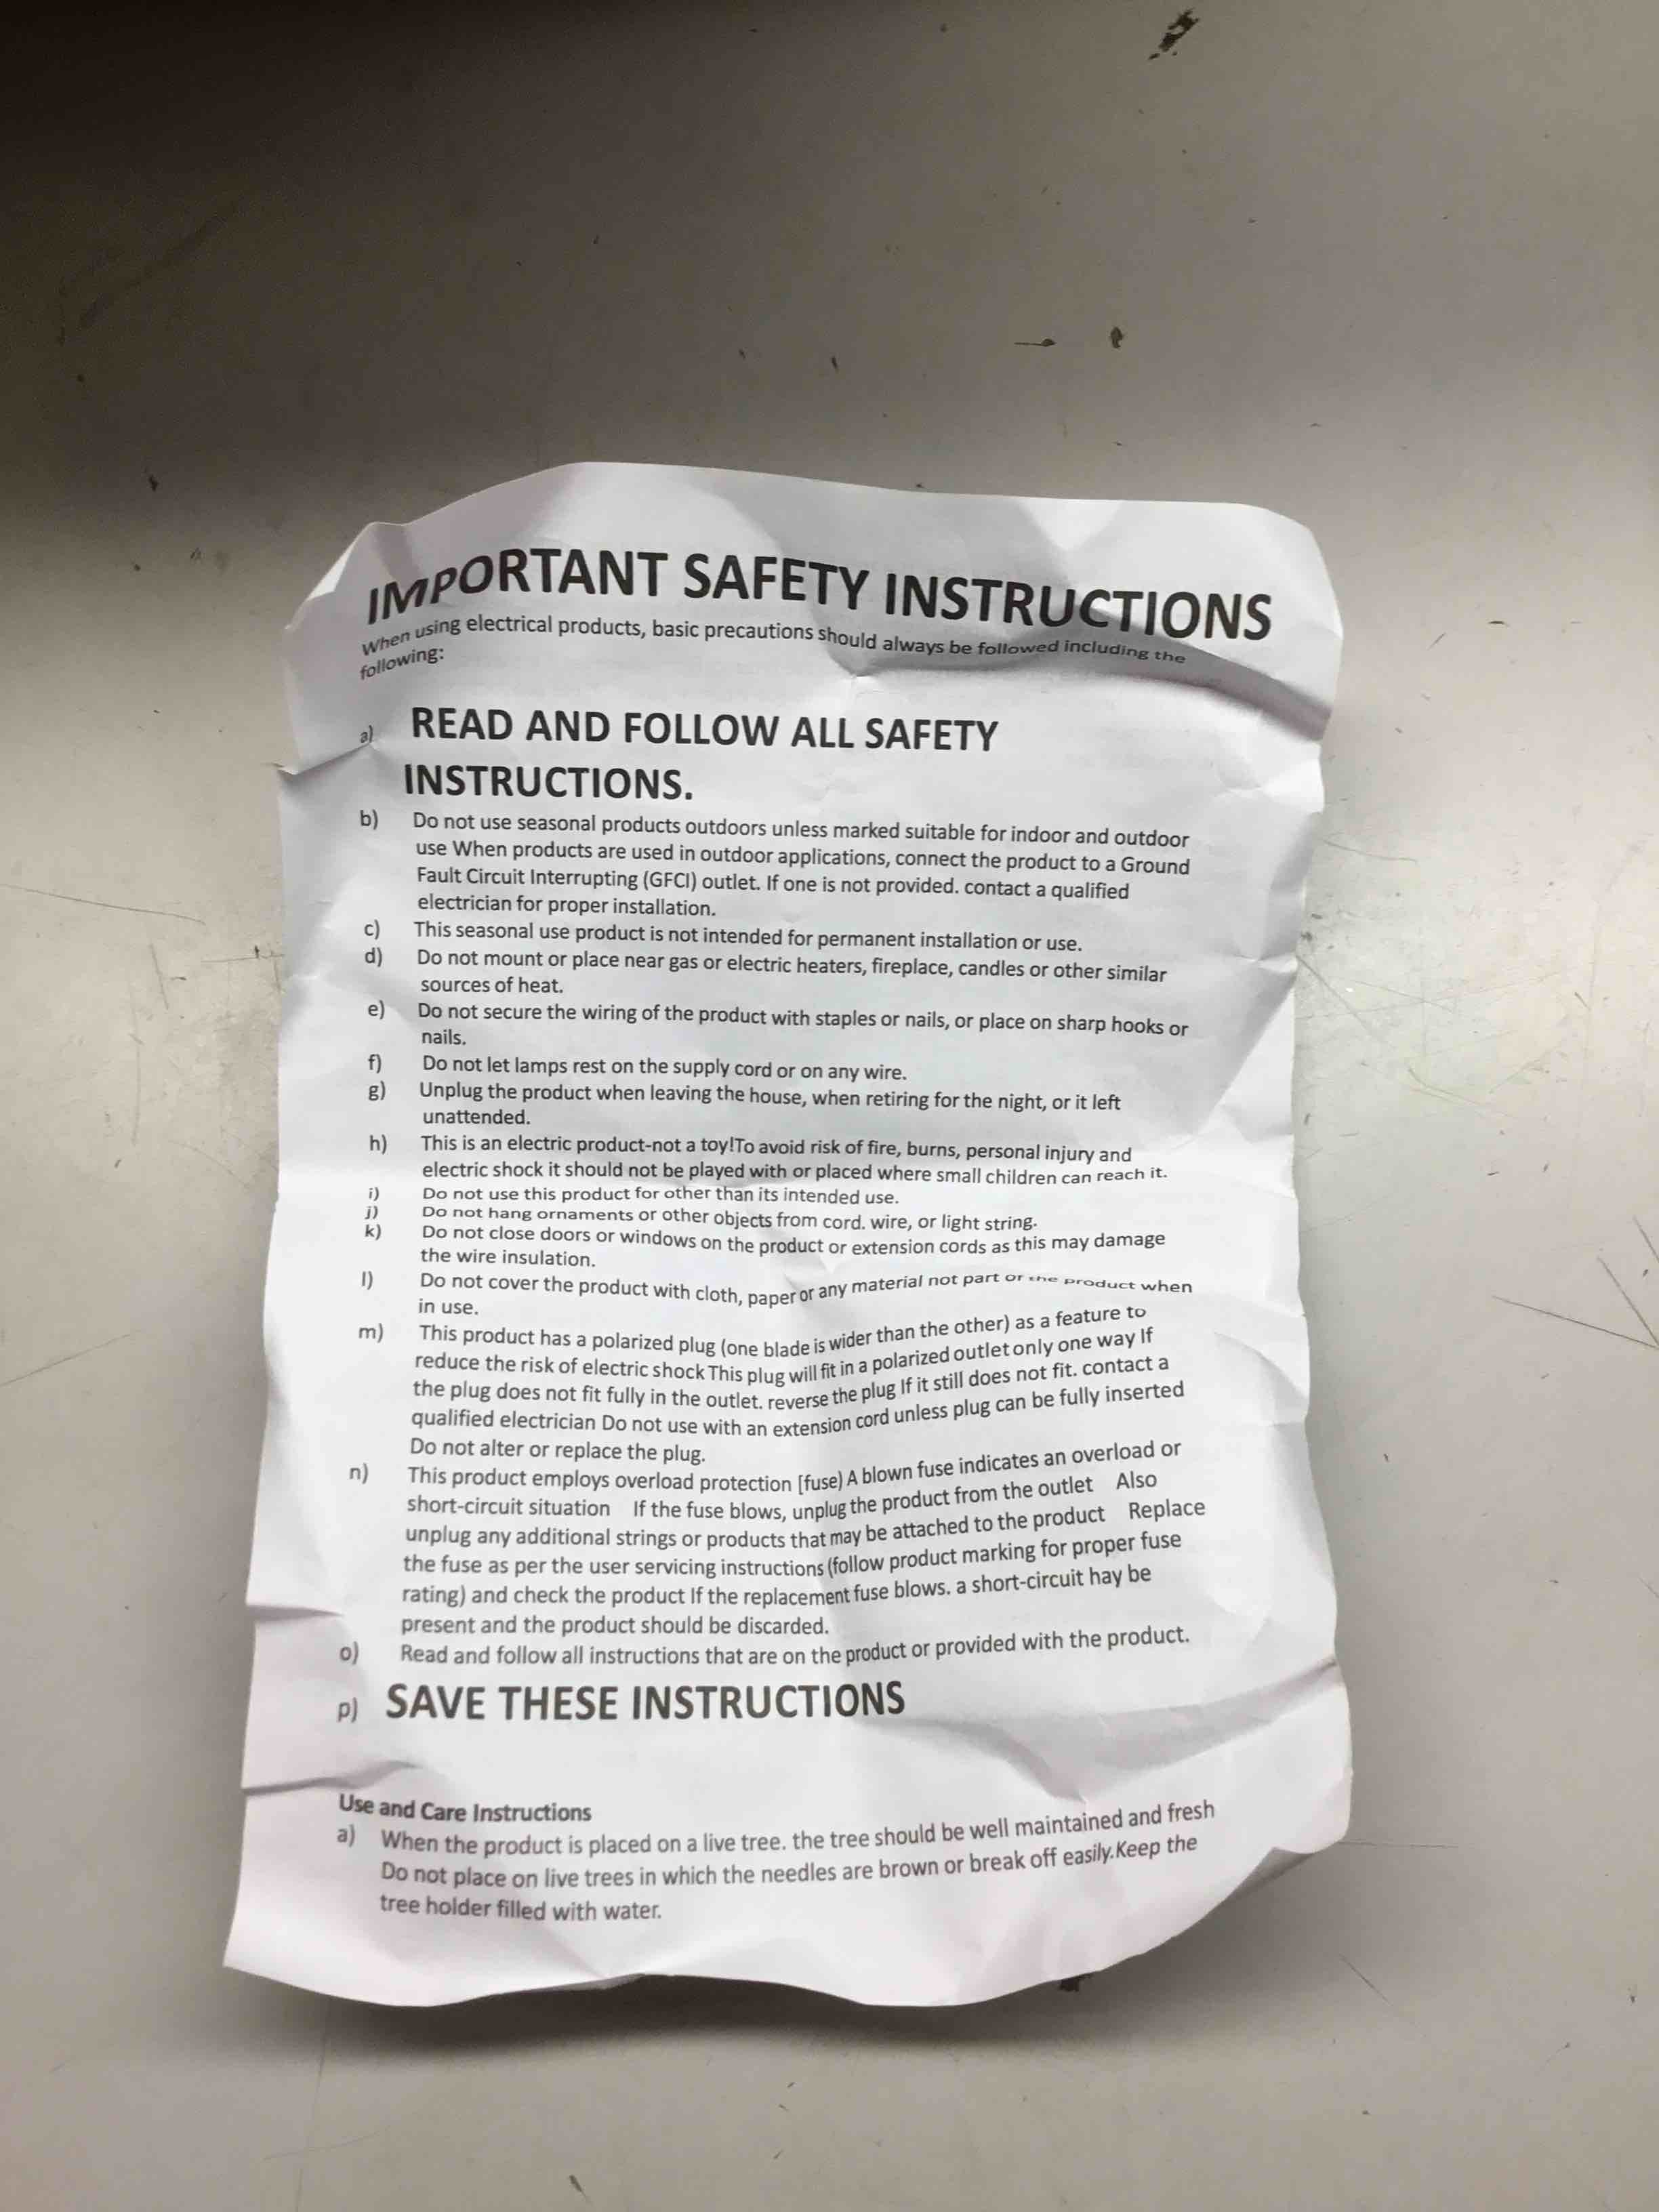 IMPORTANT SAFETY INSTRUCTIONS
When using electrical products, basic precautions should always be followed including the
following:
a) READ AND FOLLOW ALL SAFETY
INSTRUCTIONS.
b) Do not use seasonal products outdoors unless marked suitable for indoor and outdoor
use When products are used in outdoor applications, connect the product to a Ground
Fault Circuit Interrupting (GFCI) outlet. If one is not provided. contact a qualified
electrician for proper installation.
c) This seasonal use product is not intended for permanent installation or use.
d) Do not mount or place near gas or electric heaters, fireplace, candles or other similar
sources of heat.
e) Do not secure the wiring of the product with staples or nails, or place on sharp hooks or
nails.
f) Do not let lamps rest on the supply cord or on any wire.
g) Unplug the product when leaving the house, when retiring for the night, or it left
unattended.
h) This is an electric product-not a toy!To avoid risk of fire, burns, personal injury and
electric shock it should not be played with or placed where small children can reach it.
i) Do not use this product for other than its intended use.
j) Do not hang ornaments or other objects from cord. wire, or light string.
k) Do not close doors or windows on the product or extension cords as this may damage
the wire insulation.
l) Do not cover the product with cloth, paper or any material not part or the product when
in use.
m) This product has a polarized plug (one blade is wider than the other) as a feature to
reduce the risk of electric shock This plug will fit in a polarized outlet only one way If
the plug does not fit fully in the outlet. reverse the plug If it still does not fit. contact a
qualified electrician Do not use with an extension cord unless plug can be fully inserted
Do not alter or replace the plug.
n) This product employs overload protection [fuse) A blown fuse indicates an overload or
short-circuit situation If the fuse blows, unplug the product from the outlet Also
unplug any additional strings or products that may be attached to the product Replace
the fuse as per the user servicing instructions (follow product marking for proper fuse
rating) and check the product If the replacement fuse blows. a short-circuit hay be
present and the product should be discarded.
o) Read and follow all instructions that are on the product or provided with the product.
p) SAVE THESE INSTRUCTIONS
Use and Care Instructions
a) When the product is placed on a live tree. the tree should be well maintained and fresh
Do not place on live trees in which the needles are brown or break off easily.Keep the
tree holder filled with water.